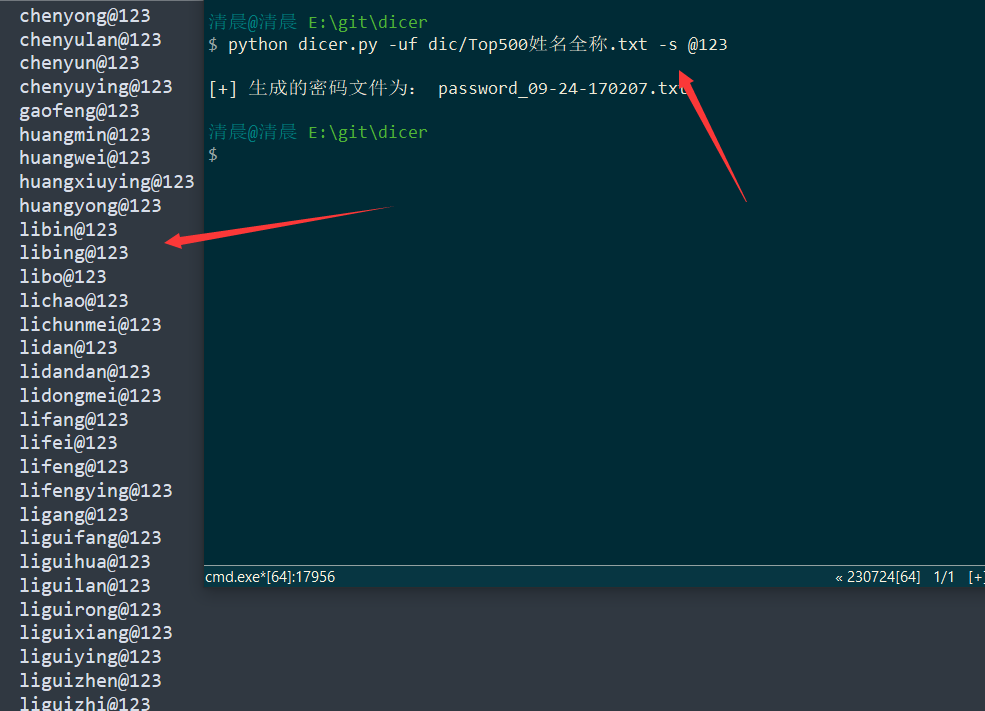 chenyong@123
chenyulan@123
chenyun@123
chenyuying@123
gaofeng@123
huangmin@123
huangwei@123
huangxiuying@123
huangyong@123
libin@123
libing@123
libo@123
lichao@123
lichunmei@123
lidan@123
lidandan@123
lidongmei@123
lifang@123
lifei@123
lifeng@123
lifengying@123
ligang@123
liguifang@123
liguihua@123
liguilan@123
liguirong@123
liguixiang@123
liguiying@123
liguizhen@123
liguizhi@123
清晨@清晨 E:\git\dicer
$ python dicer.py -uf dic/Top500姓名全称.txt -s @123
[+] 生成的密码文件为： password_09-24-170207.txt
清晨@清晨 E:\git\dicer
$
cmd.exe*[64]:17956
« 230724[64] 1/1 [+]